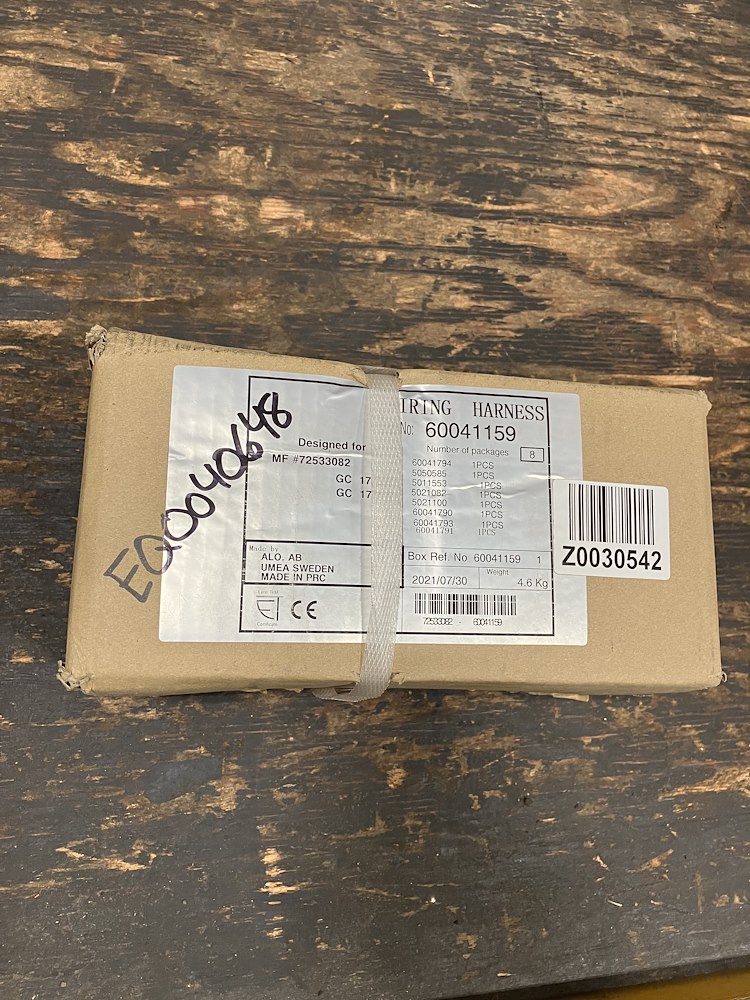 EQ0040648
IRING HARNESS
No: 60041159
Designed for
MF #72533082
GC 17
GC 17
Number of packages 8
60041794 1PCS
5050585 1PCS
5011553 1PCS
5021082 1PCS
5021100 1PCS
60041790 1PCS
60041793 1PCS
60041791 1PCS
Made by
ALO. AB
UMEA SWEDEN
MADE IN PRC
Box Ref. No 60041159 1
2021/07/30
Weight
4.6 Kg
CE
72533082 - 60041159
Z0030542